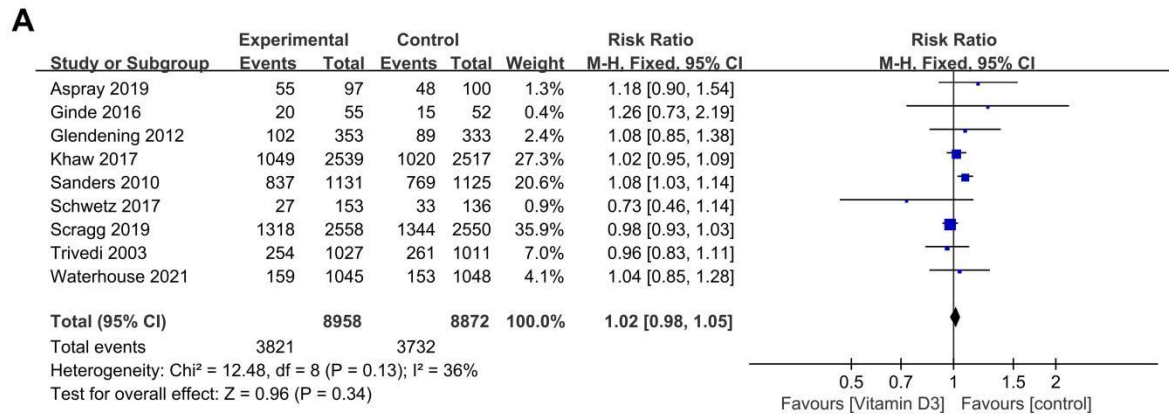 A
Experimental Control Risk Ratio Risk Ratio
Study or Subgroup Events Total Events Total Weight M-H, Fixed, 95% CI M-H, Fixed, 95% CI
Aspray 2019 55 97 48 100 1.3% 1.18 [0.90, 1.54]
Ginde 2016 20 55 15 52 0.4% 1.26 [0.73, 2.19]
Glendening 2012 102 353 89 333 2.4% 1.08 [0.85, 1.38]
Khaw 2017 1049 2539 1020 2517 27.3% 1.02 [0.95, 1.09]
Sanders 2010 837 1131 769 1125 20.6% 1.08 [1.03, 1.14]
Schwetz 2017 27 153 33 136 0.9% 0.73 [0.46, 1.14]
Scragg 2019 1318 2558 1344 2550 35.9% 0.98 [0.93, 1.03]
Trivedi 2003 254 1027 261 1011 7.0% 0.96 [0.83, 1.11]
Waterhouse 2021 159 1045 153 1048 4.1% 1.04 [0.85, 1.28]
Total (95% CI) 8958 8872 100.0% 1.02 [0.98, 1.05]
Total events 3821 3732
Heterogeneity: Chi² = 12.48, df = 8 (P = 0.13); I² = 36%
Test for overall effect: Z = 0.96 (P = 0.34)
0.5 0.7 1 1.5 2
Favours [Vitamin D3] Favours [control]